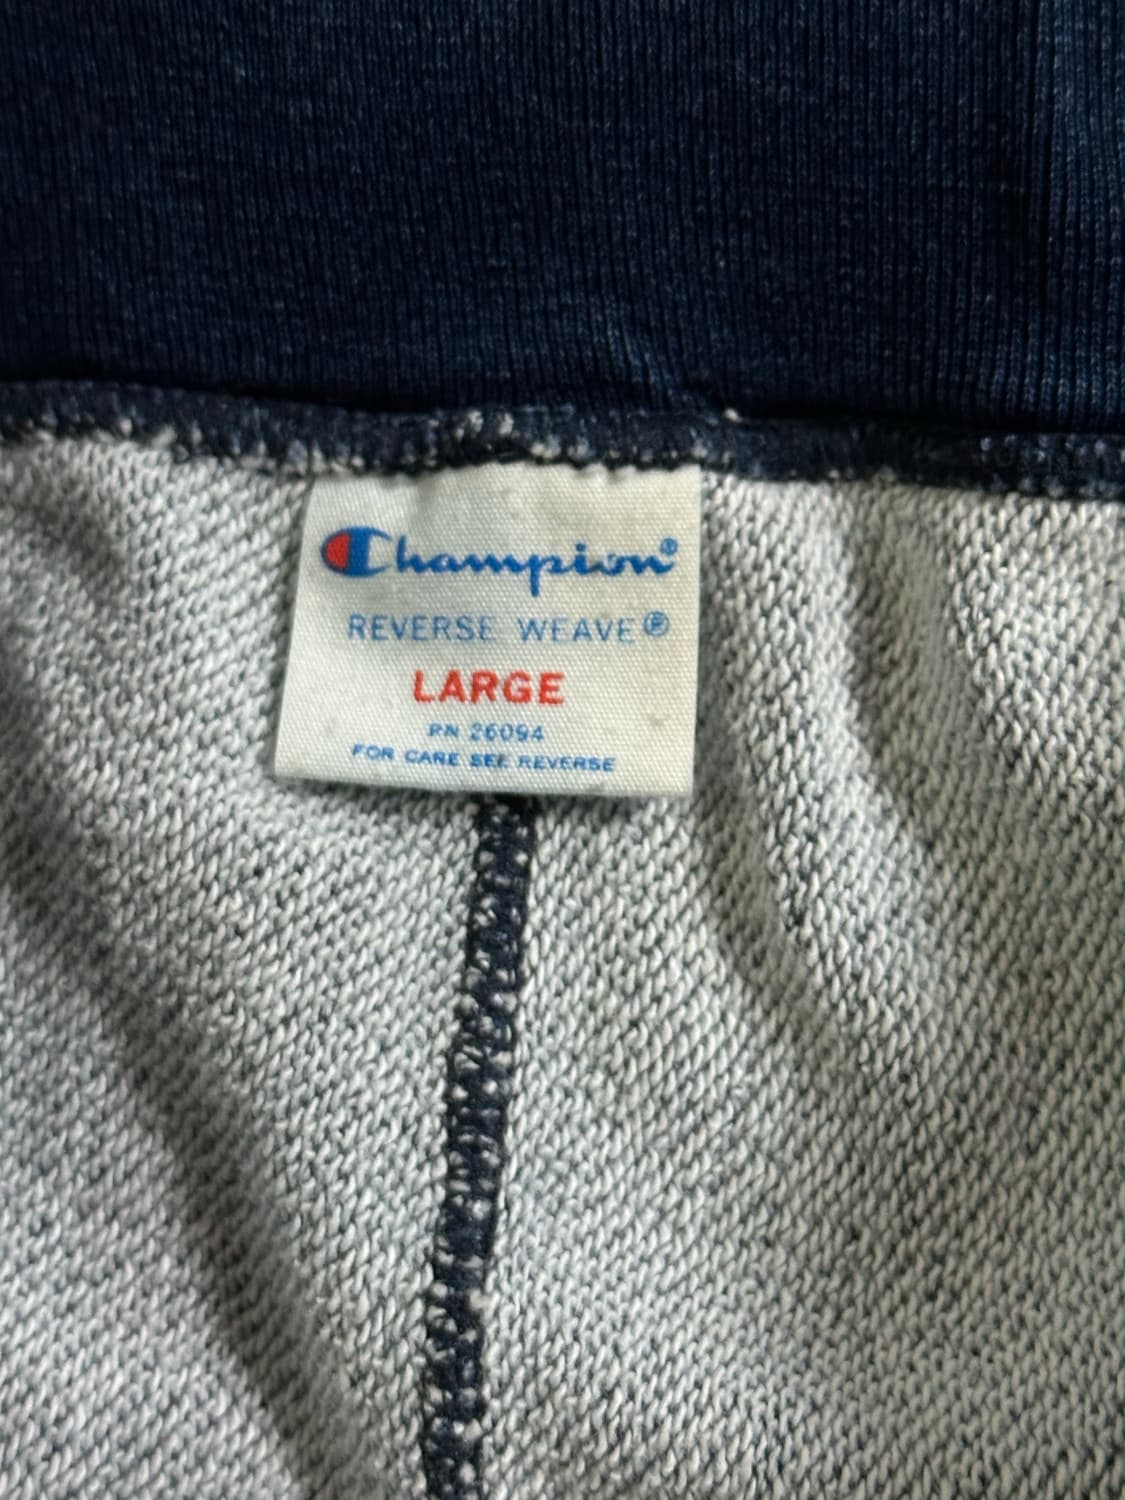 Champion®
REVERSE WEAVE®
LARGE
PN 26094
FOR CARE SEE REVERSE